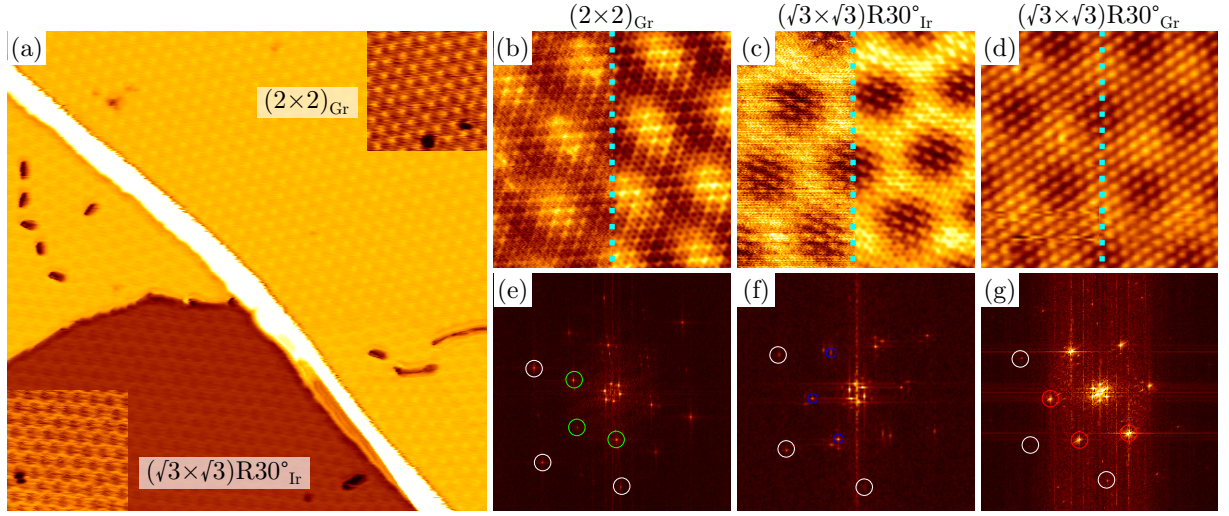 (2×2)Gr
(√3×√3)R30°Ir
(√3×√3)R30°Gr
(a)
(b)
(c)
(d)
(2×2)Gr
(e)
(f)
(g)
(√3×√3)R30°Ir